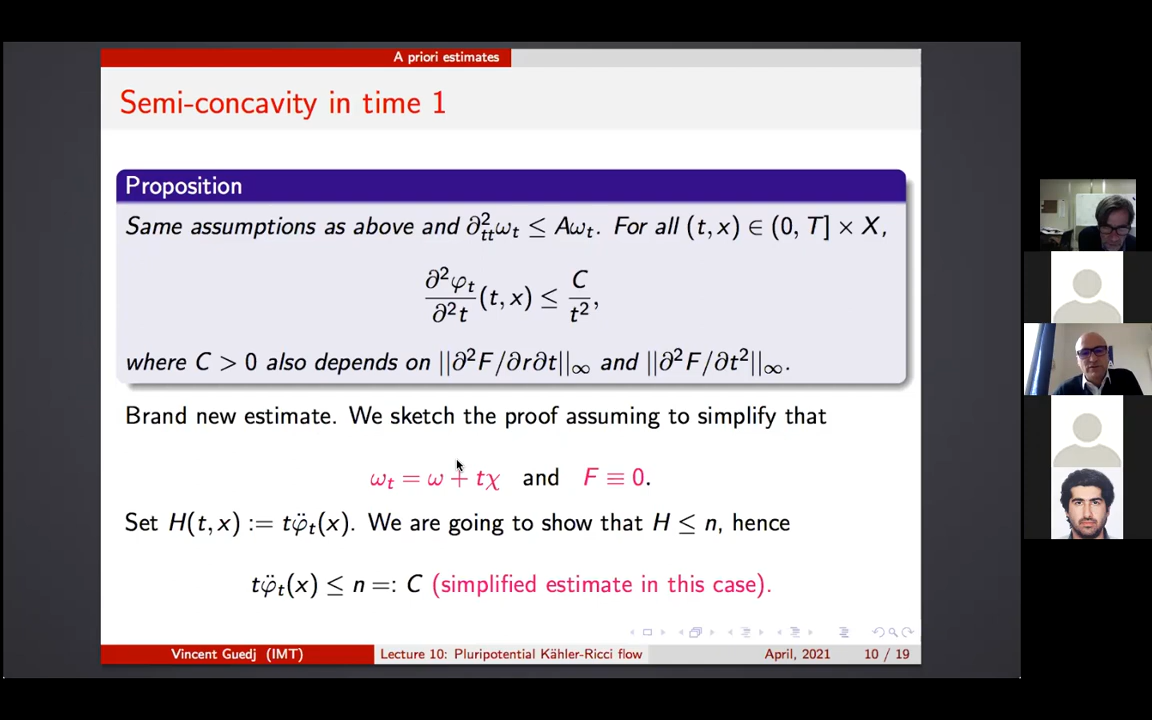 A priori estimates
Semi-concavity in time 1
Proposition
Same assumptions as above and ∂²ₜₜωₜ ≤ Aωₜ. For all (t, x) ∈ (0, T] × X,
∂²φₜ/∂²t (t, x) ≤ C/t²,
where C > 0 also depends on ||∂²F/∂r∂t||∞ and ||∂²F/∂t²||∞.
Brand new estimate. We sketch the proof assuming to simplify that
ωₜ = ω + tχ and F ≡ 0.
Set H(t, x) := tφ̈ₜ(x). We are going to show that H ≤ n, hence
tφ̈ₜ(x) ≤ n =: C (simplified estimate in this case).
Vincent Guedj (IMT) Lecture 10: Pluripotential Kähler-Ricci flow April, 2021 10 / 19